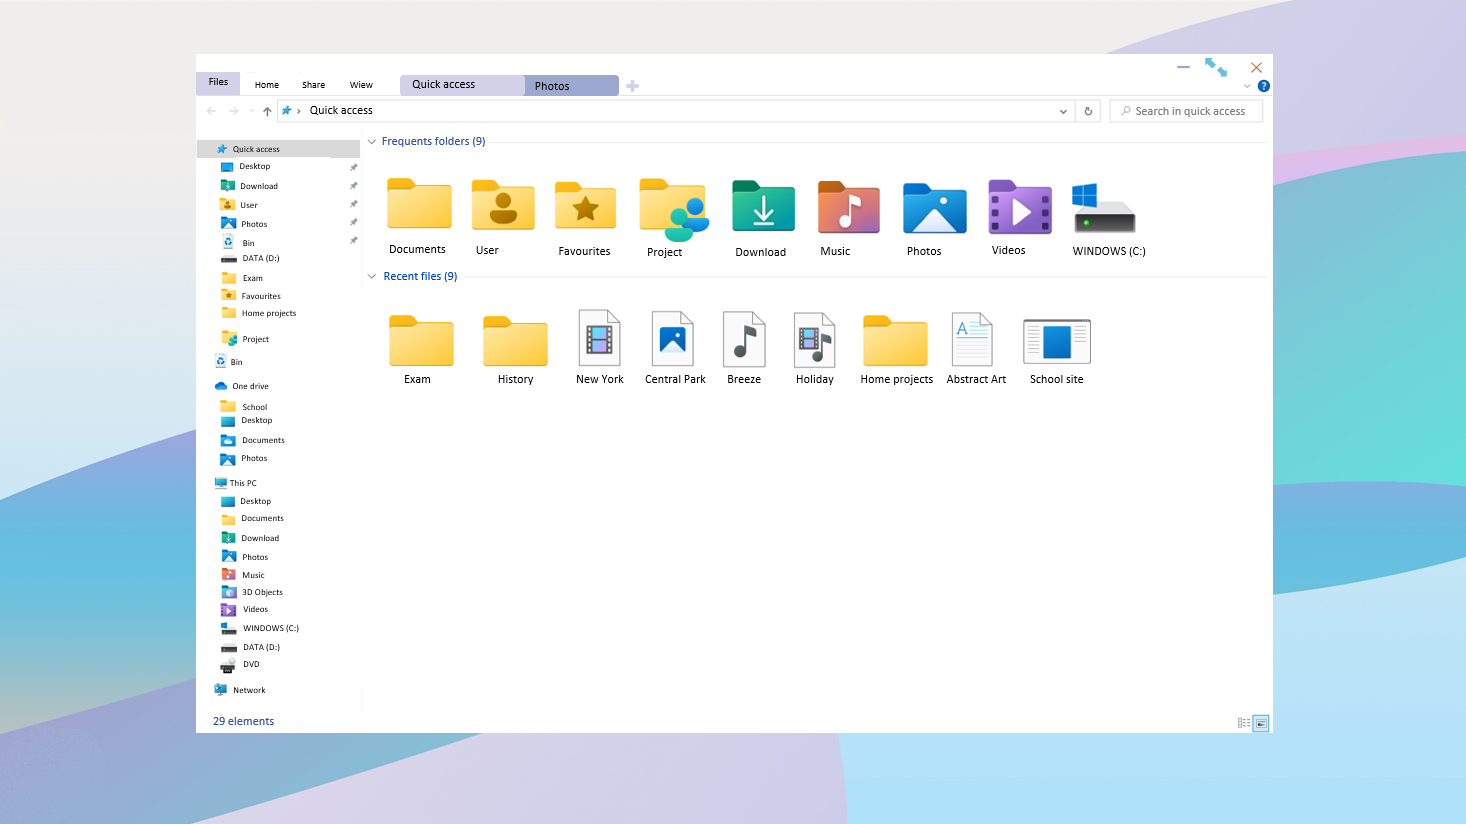 Files
Home
Share
Wiew
Quick access
Photos
?
Quick access
Search in quick access
Quick access
Desktop
Download
User
Photos
Bin
DATA (D:)
Exam
Favourites
Home projects
Project
Bin
One drive
School
Desktop
Documents
Photos
This PC
Desktop
Documents
Download
Photos
Music
3D Objects
Videos
WINDOWS (C:)
DATA (D:)
DVD
Network
29 elements
Frequents folders (9)
Documents
User
Favourites
Project
Download
Music
Photos
Videos
WINDOWS (C:)
Recent files (9)
A
Exam
History
New York
Central Park
Breeze
Holiday
Home projects
Abstract Art
School site